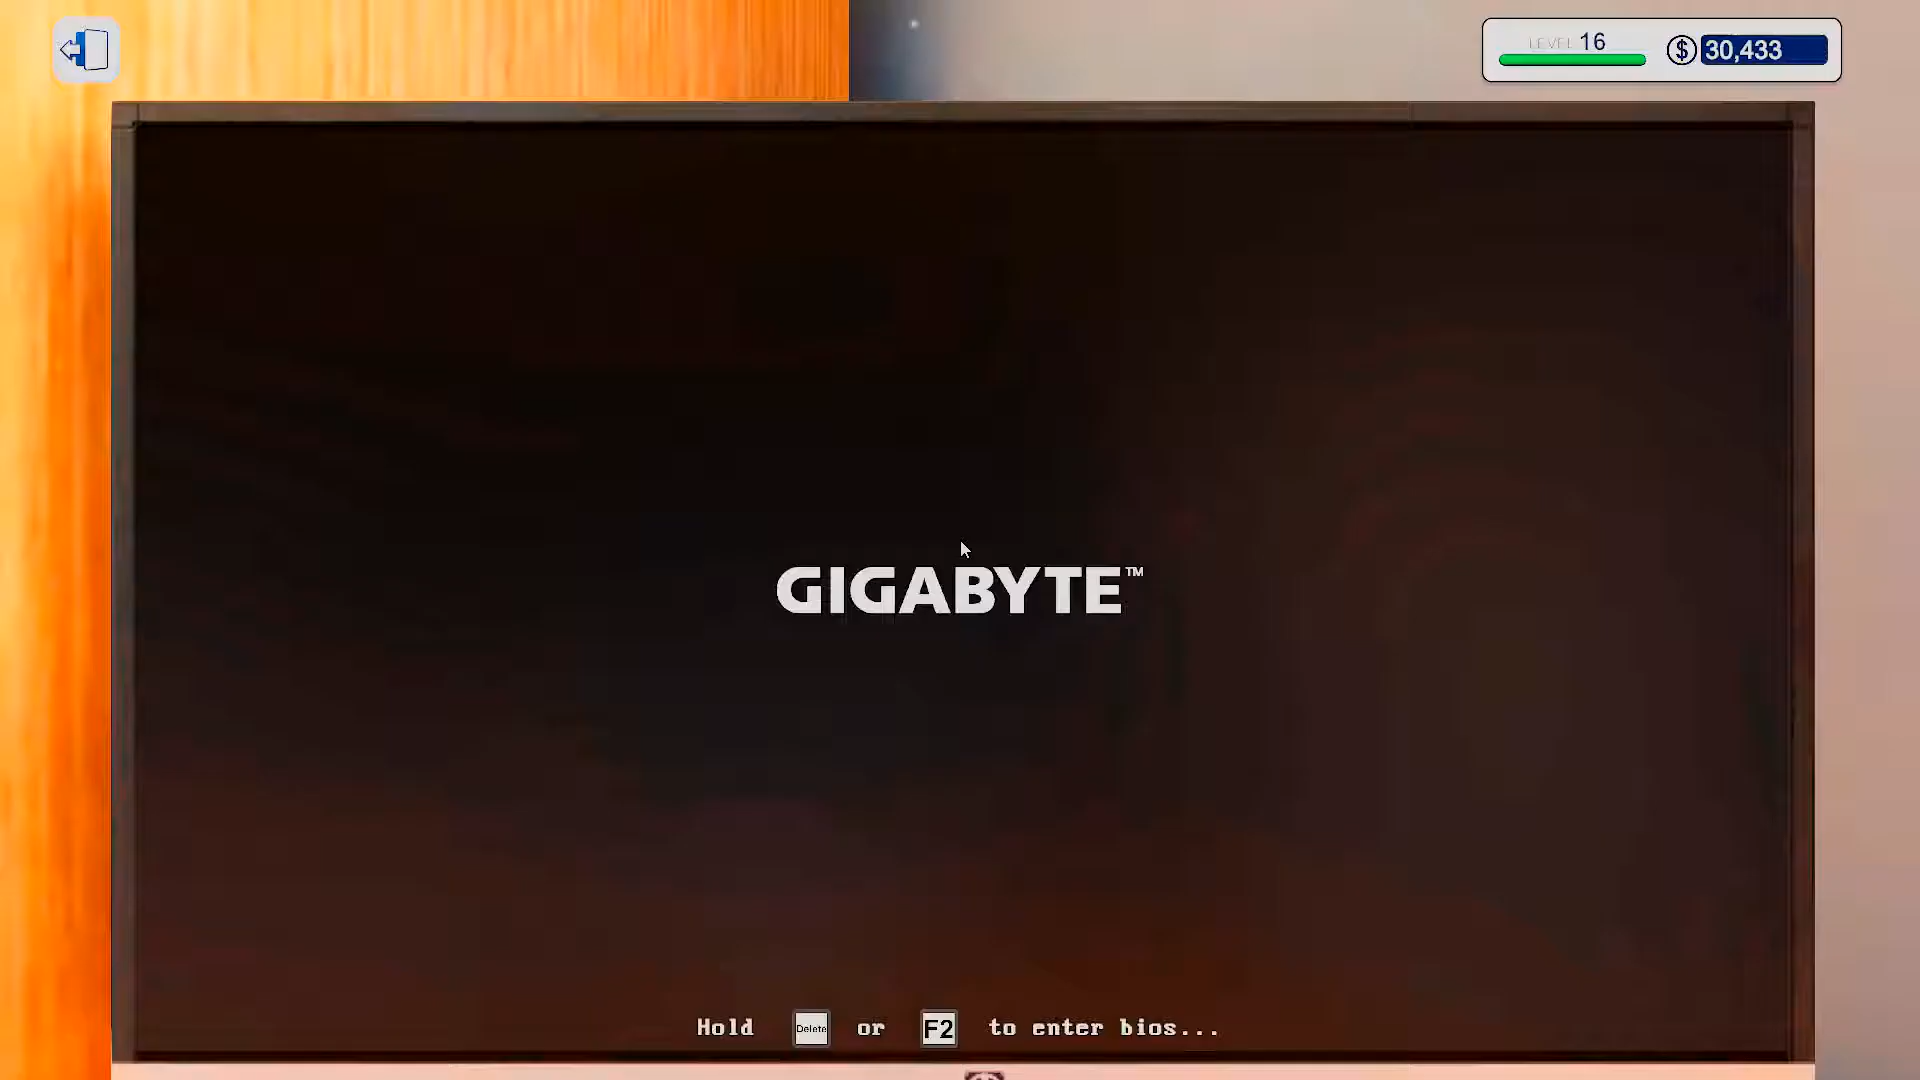 LEVEL 16
$ 30,433
GIGABYTE™
Hold Delete or F2 to enter bios...